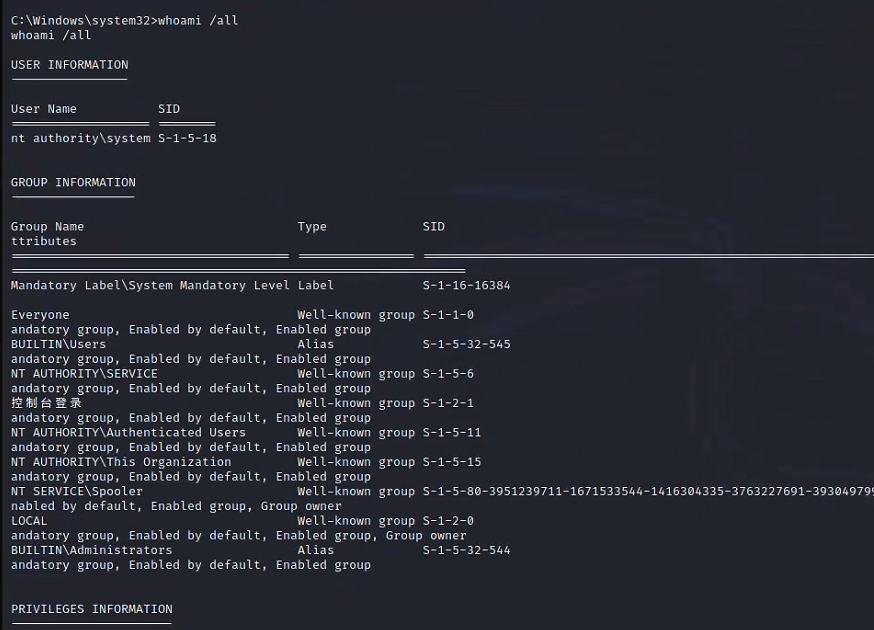 C:\Windows\system32>whoami /all
whoami /all
USER INFORMATION
User Name SID
nt authority\system S-1-5-18
GROUP INFORMATION
Group Name Type SID
ttributes
Mandatory Label\System Mandatory Level Label S-1-16-16384
Everyone Well-known group S-1-1-0
andatory group, Enabled by default, Enabled group
BUILTIN\Users Alias S-1-5-32-545
andatory group, Enabled by default, Enabled group
NT AUTHORITY\SERVICE Well-known group S-1-5-6
andatory group, Enabled by default, Enabled group
控制台登录 Well-known group S-1-2-1
andatory group, Enabled by default, Enabled group
NT AUTHORITY\Authenticated Users Well-known group S-1-5-11
andatory group, Enabled by default, Enabled group
NT AUTHORITY\This Organization Well-known group S-1-5-15
andatory group, Enabled by default, Enabled group
NT SERVICE\Spooler Well-known group S-1-5-80-3951239711-1671533544-1416304335-3763227691-393049799
nabled by default, Enabled group, Group owner
LOCAL Well-known group S-1-2-0
andatory group, Enabled by default, Enabled group, Group owner
BUILTIN\Administrators Alias S-1-5-32-544
andatory group, Enabled by default, Enabled group
PRIVILEGES INFORMATION